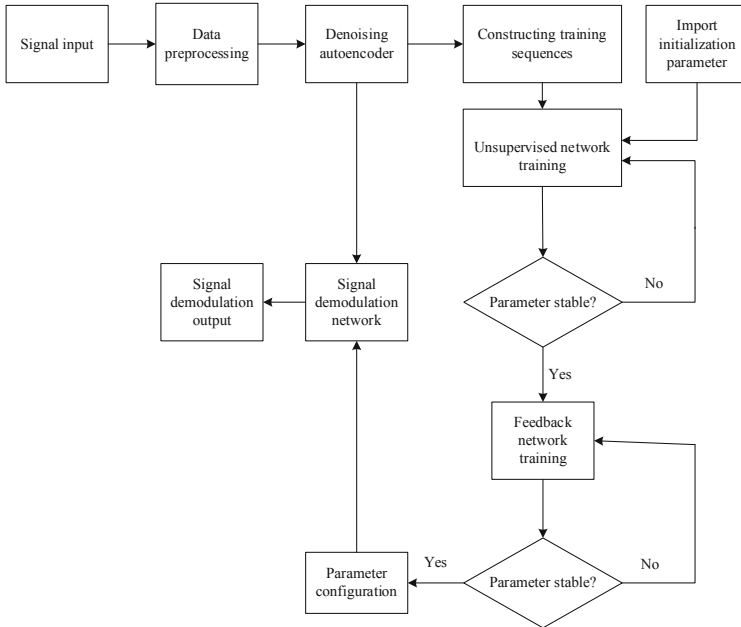 Signal input
Data
preprocessing
Denoising
autoencoder
Constructing training
sequences
Import
initialization
parameter
Unsupervised network
training
Parameter stable?
No
Yes
Signal
demodulation
output
Signal
demodulation
network
Feedback
network
training
Parameter stable?
No
Yes
Parameter
configuration